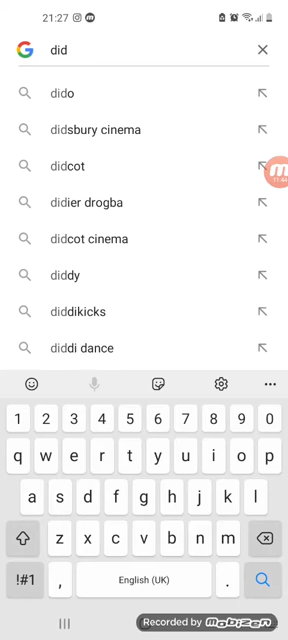 21:27
did
dido
didsbury cinema
didcot
didier drogba
didcot cinema
diddy
diddikicks
diddi dance
1 2 3 4 5 6 7 8 9 0
q w e r t y u i o p
a s d f g h j k l
z x c v b n m
!#1 , English (UK) .
Recorded by Mobizen